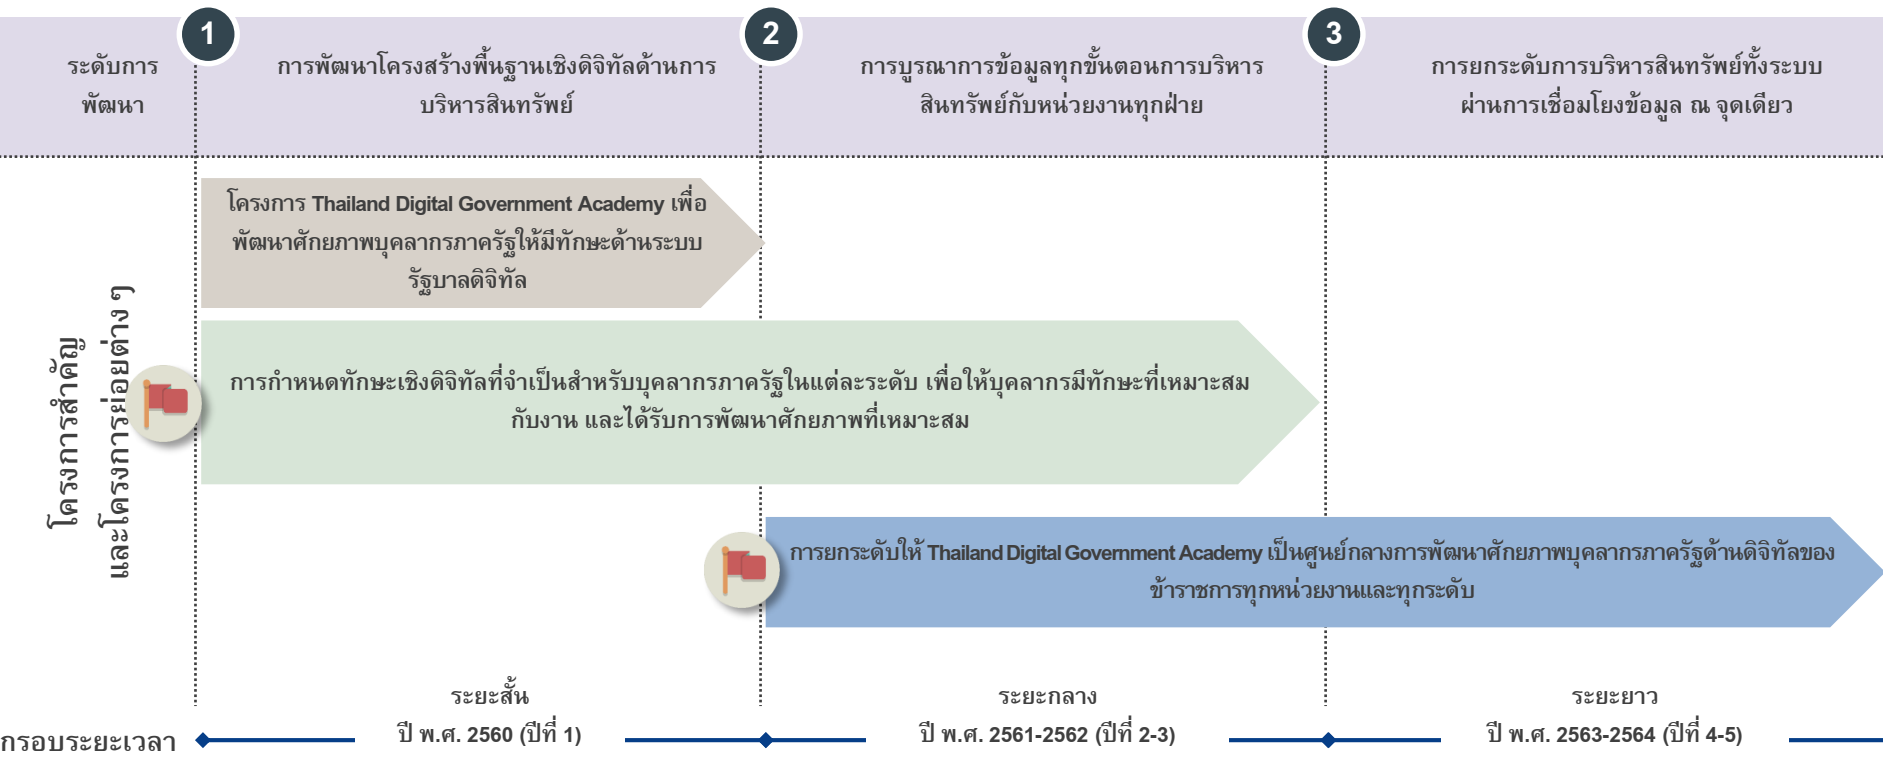 1
2
3
ระดับการ
พัฒนา
การพัฒนาโครงสร้างพื้นฐานเชิงดิจิทัลด้านการ
บริหารสินทรัพย์
การบูรณาการข้อมูลทุกขั้นตอนการบริหาร
สินทรัพย์กับหน่วยงานทุกฝ่าย
การยกระดับการบริหารสินทรัพย์ทั้งระบบ
ผ่านการเชื่อมโยงข้อมูล ณ จุดเดียว
โครงการสำคัญ
และโครงการย่อยต่าง ๆ
โครงการ Thailand Digital Government Academy เพื่อ
พัฒนาศักยภาพบุคลากรภาครัฐให้มีทักษะด้านระบบ
รัฐบาลดิจิทัล
การกำหนดทักษะเชิงดิจิทัลที่จำเป็นสำหรับบุคลากรภาครัฐในแต่ละระดับ เพื่อให้บุคลากรมีทักษะที่เหมาะสม
กับงาน และได้รับการพัฒนาศักยภาพที่เหมาะสม
การยกระดับให้ Thailand Digital Government Academy เป็นศูนย์กลางการพัฒนาศักยภาพบุคลากรภาครัฐด้านดิจิทัลของ
ข้าราชการทุกหน่วยงานและทุกระดับ
กรอบระยะเวลา
ระยะสั้น
ปี พ.ศ. 2560 (ปีที่ 1)
ระยะกลาง
ปี พ.ศ. 2561-2562 (ปีที่ 2-3)
ระยะยาว
ปี พ.ศ. 2563-2564 (ปีที่ 4-5)